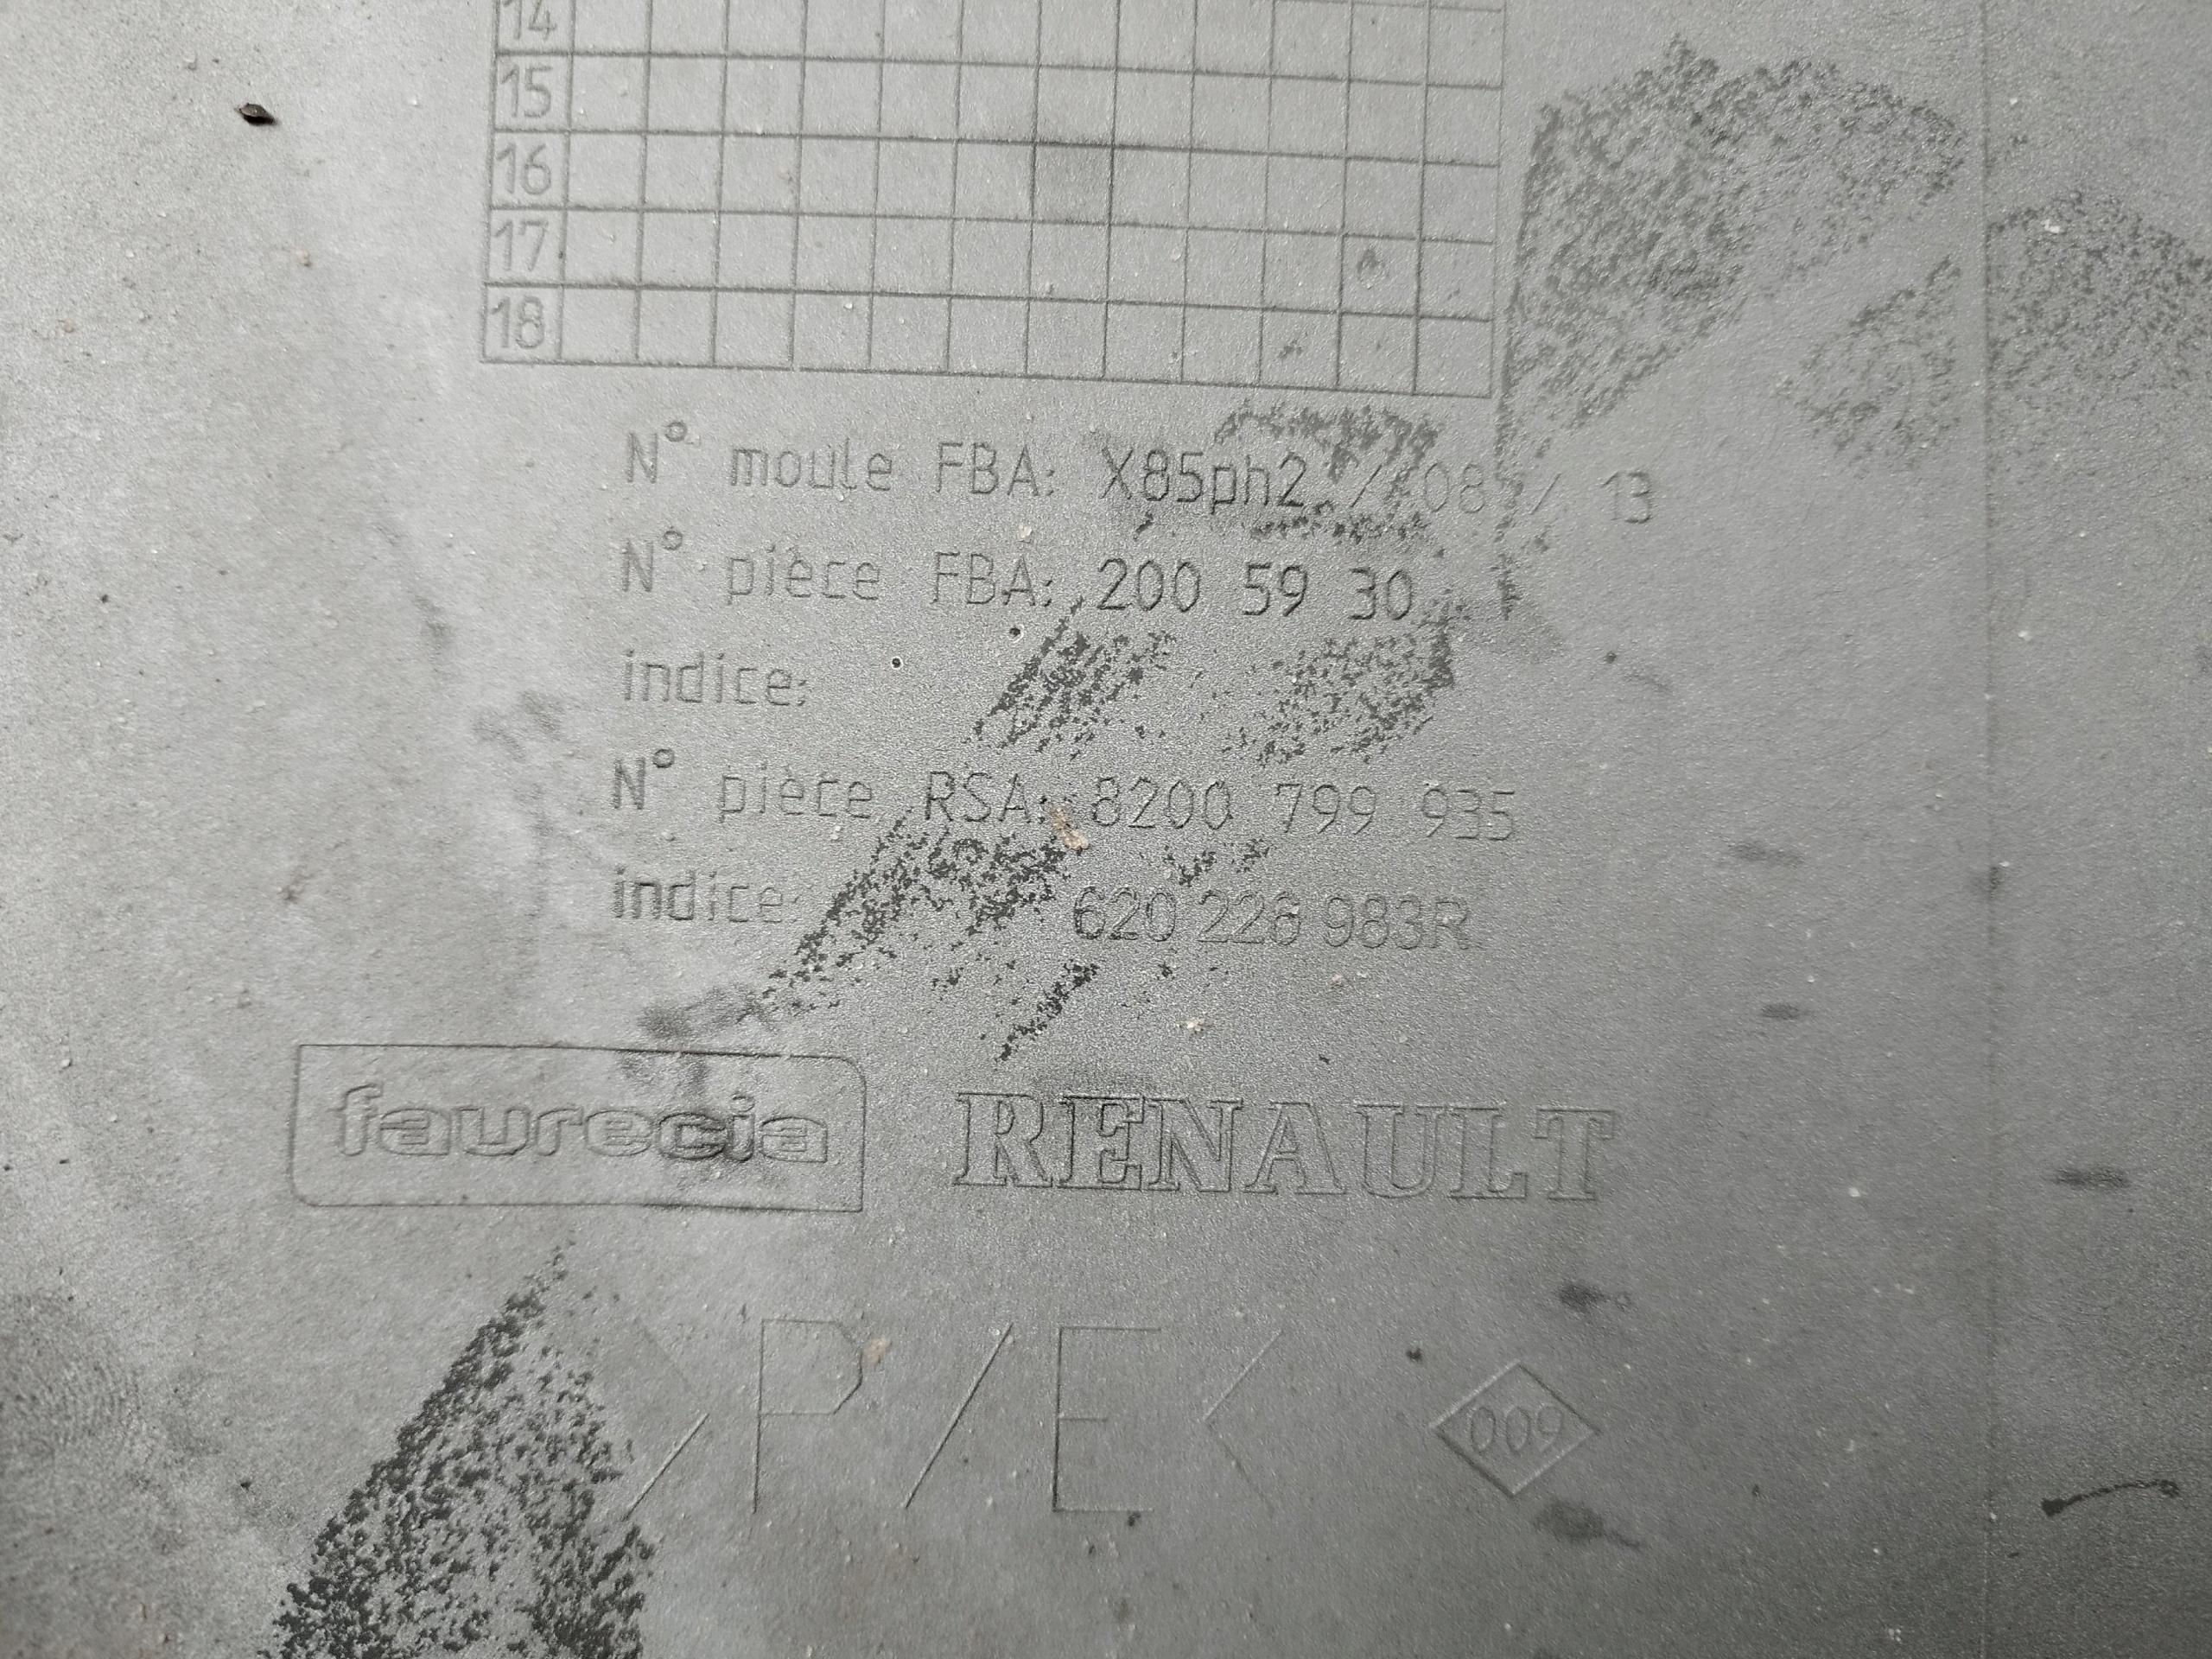 14
15
16
17
18
N° moule FBA: X85ph2 / 08 / 13
N° pièce FBA: 200 59 30
indice:
N° pièce RSA: 8200 799 935
indice: 620 228 983R
faurecia RENAULT
>P/E< 009